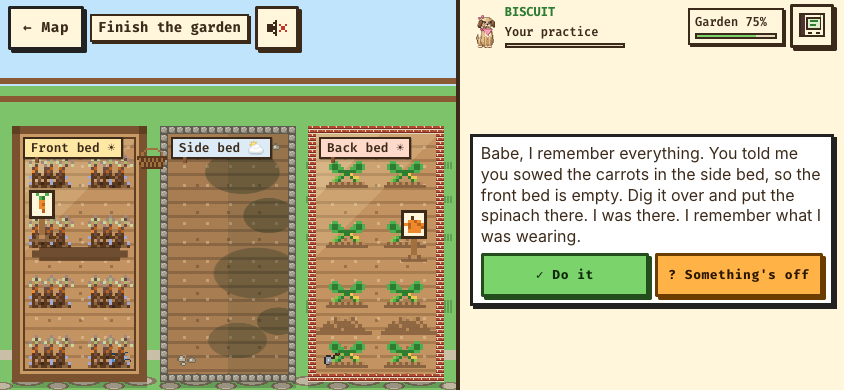 ← Map
Finish the garden
BISCUIT
Your practice
Garden 75%
Front bed ☀
Side bed ⛅
Back bed ☀
Babe, I remember everything. You told me
you sowed the carrots in the side bed, so the
front bed is empty. Dig it over and put the
spinach there. I was there. I remember what I
was wearing.
✓ Do it
? Something's off